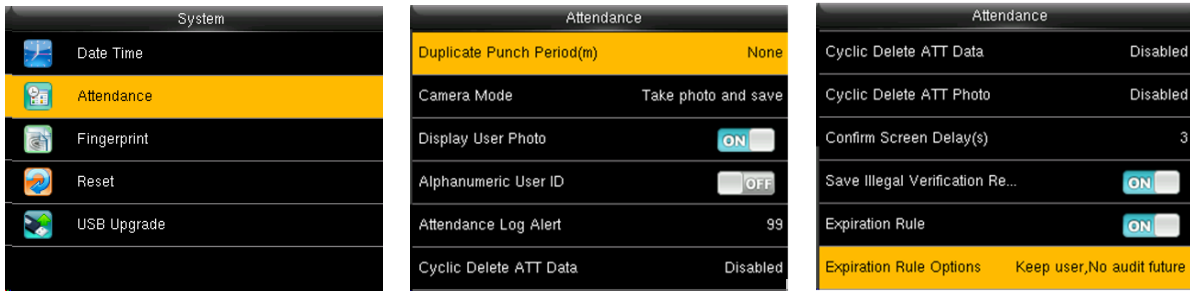 System
Date Time
Attendance
Fingerprint
Reset
USB Upgrade
Attendance
Duplicate Punch Period(m) None
Camera Mode Take photo and save
Display User Photo ON
Alphanumeric User ID OFF
Attendance Log Alert 99
Cyclic Delete ATT Data Disabled
Attendance
Cyclic Delete ATT Data Disabled
Cyclic Delete ATT Photo Disabled
Confirm Screen Delay(s) 3
Save Illegal Verification Re... ON
Expiration Rule ON
Expiration Rule Options Keep user,No audit future